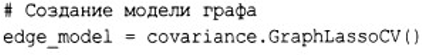 # Создание модели графа
edge_model = covariance.GraphLassoCV()